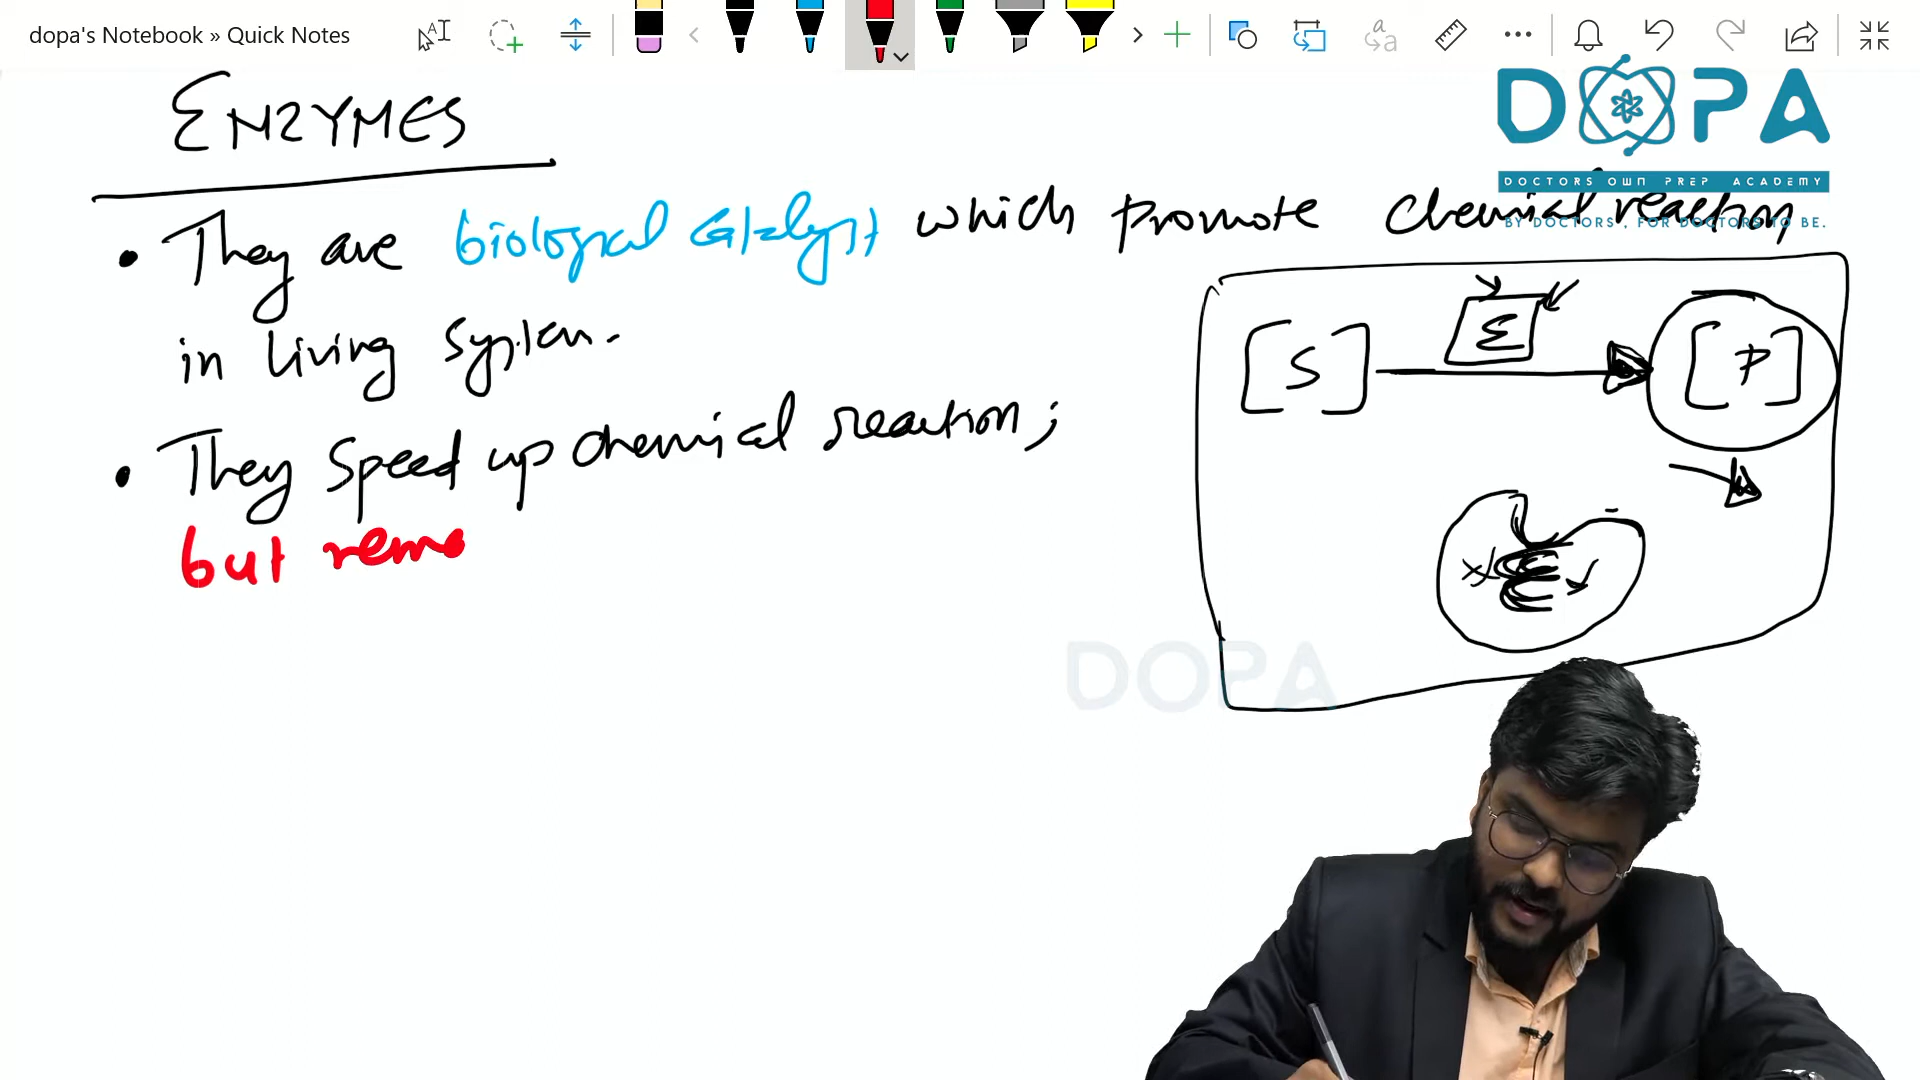 dopa's Notebook » Quick Notes
DOPA
DOCTORS OWN PREP ACADEMY
BY DOCTORS, FOR DOCTORS TO BE.
ENZYMES
• They are biological catalyst which promote chemical reaction
in living system.
• They speed up chemical reaction;
but remo
[S] E [P]
DOPA